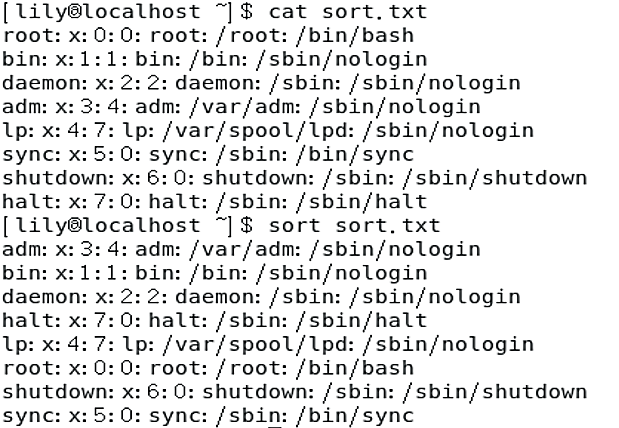 [lily@localhost ~]$ cat sort.txt
root:x:0:0:root:/root:/bin/bash
bin:x:1:1:bin:/bin:/sbin/nologin
daemon:x:2:2:daemon:/sbin:/sbin/nologin
adm:x:3:4:adm:/var/adm:/sbin/nologin
lp:x:4:7:lp:/var/spool/lpd:/sbin/nologin
sync:x:5:0:sync:/sbin:/bin/sync
shutdown:x:6:0:shutdown:/sbin:/sbin/shutdown
halt:x:7:0:halt:/sbin:/sbin/halt
[lily@localhost ~]$ sort sort.txt
adm:x:3:4:adm:/var/adm:/sbin/nologin
bin:x:1:1:bin:/bin:/sbin/nologin
daemon:x:2:2:daemon:/sbin:/sbin/nologin
halt:x:7:0:halt:/sbin:/sbin/halt
lp:x:4:7:lp:/var/spool/lpd:/sbin/nologin
root:x:0:0:root:/root:/bin/bash
shutdown:x:6:0:shutdown:/sbin:/sbin/shutdown
sync:x:5:0:sync:/sbin:/bin/sync